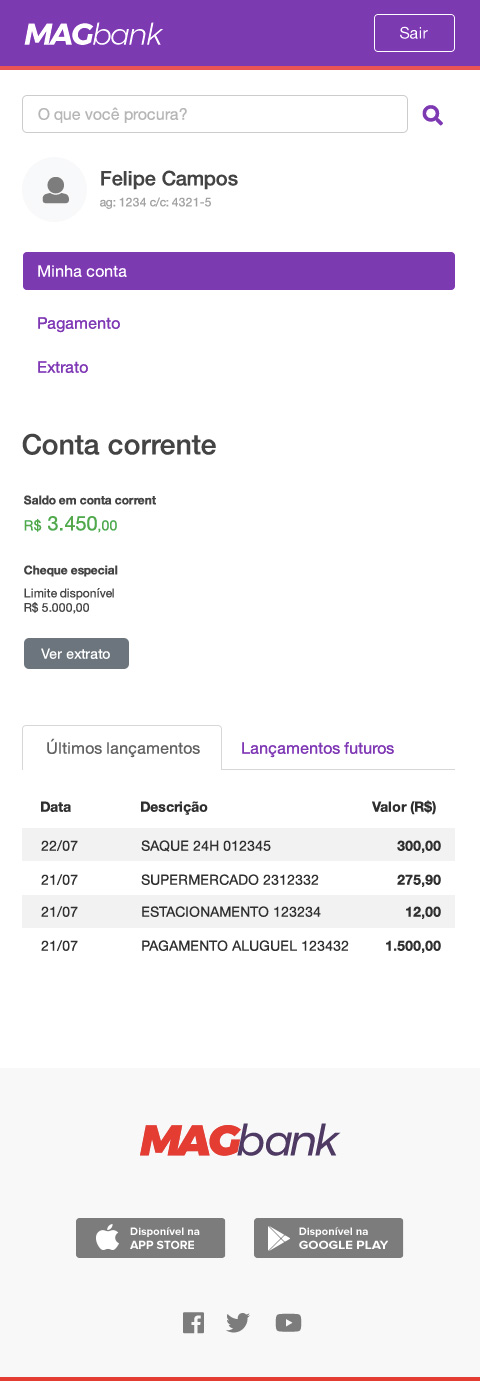 MAGbank
Sair
O que você procura?
Felipe Campos
ag: 1234 c/c: 4321-5
Minha conta
Pagamento
Extrato
Conta corrente
Saldo em conta corrent
R$ 3.450,00
Cheque especial
Limite disponível
R$ 5.000,00
Ver extrato
Últimos lançamentos Lançamentos futuros
Data Descrição Valor (R$)
22/07 SAQUE 24H 012345 300,00
21/07 SUPERMERCADO 2312332 275,90
21/07 ESTACIONAMENTO 123234 12,00
21/07 PAGAMENTO ALUGUEL 123432 1.500,00
MAGbank
Disponível na
APP STORE
Disponível na
GOOGLE PLAY